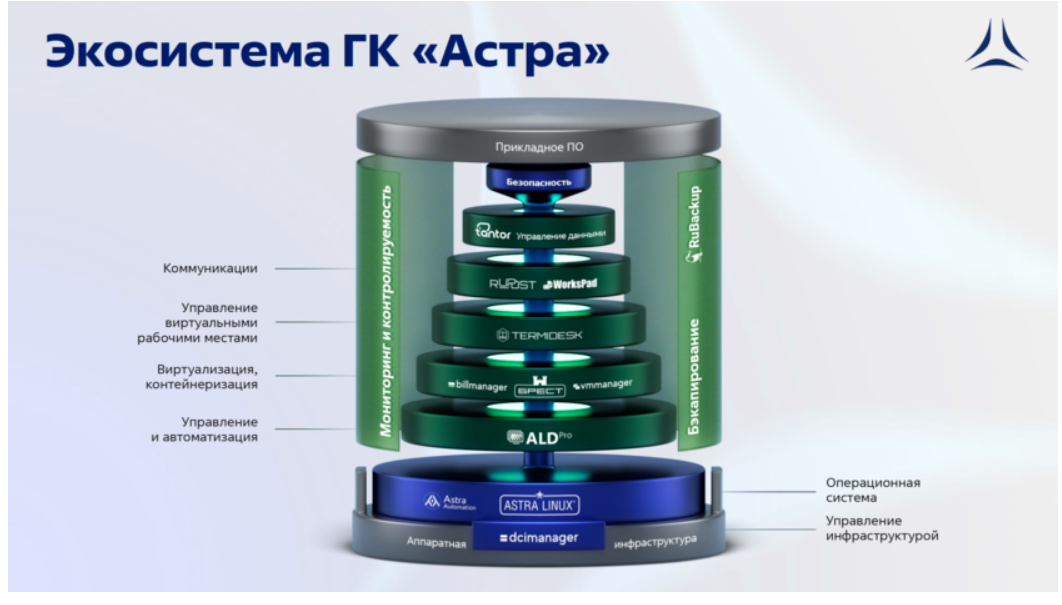 Экосистема ГК «Астра»
Прикладное ПО
Безопасность
tantor Управление данными
RUPOST WorksPad
TERMIDESK
billmanager БРЕСТ vmmanager
ALD Pro
Мониторинг и контролируемость
RuBackup
Бэкапирование
Коммуникации
Управление
виртуальными
рабочими местами
Виртуализация,
контейнеризация
Управление
и автоматизация
Astra
Automation
ASTRA LINUX
Аппаратная
dcimanager
инфраструктура
Операционная
система
Управление
инфраструктурой